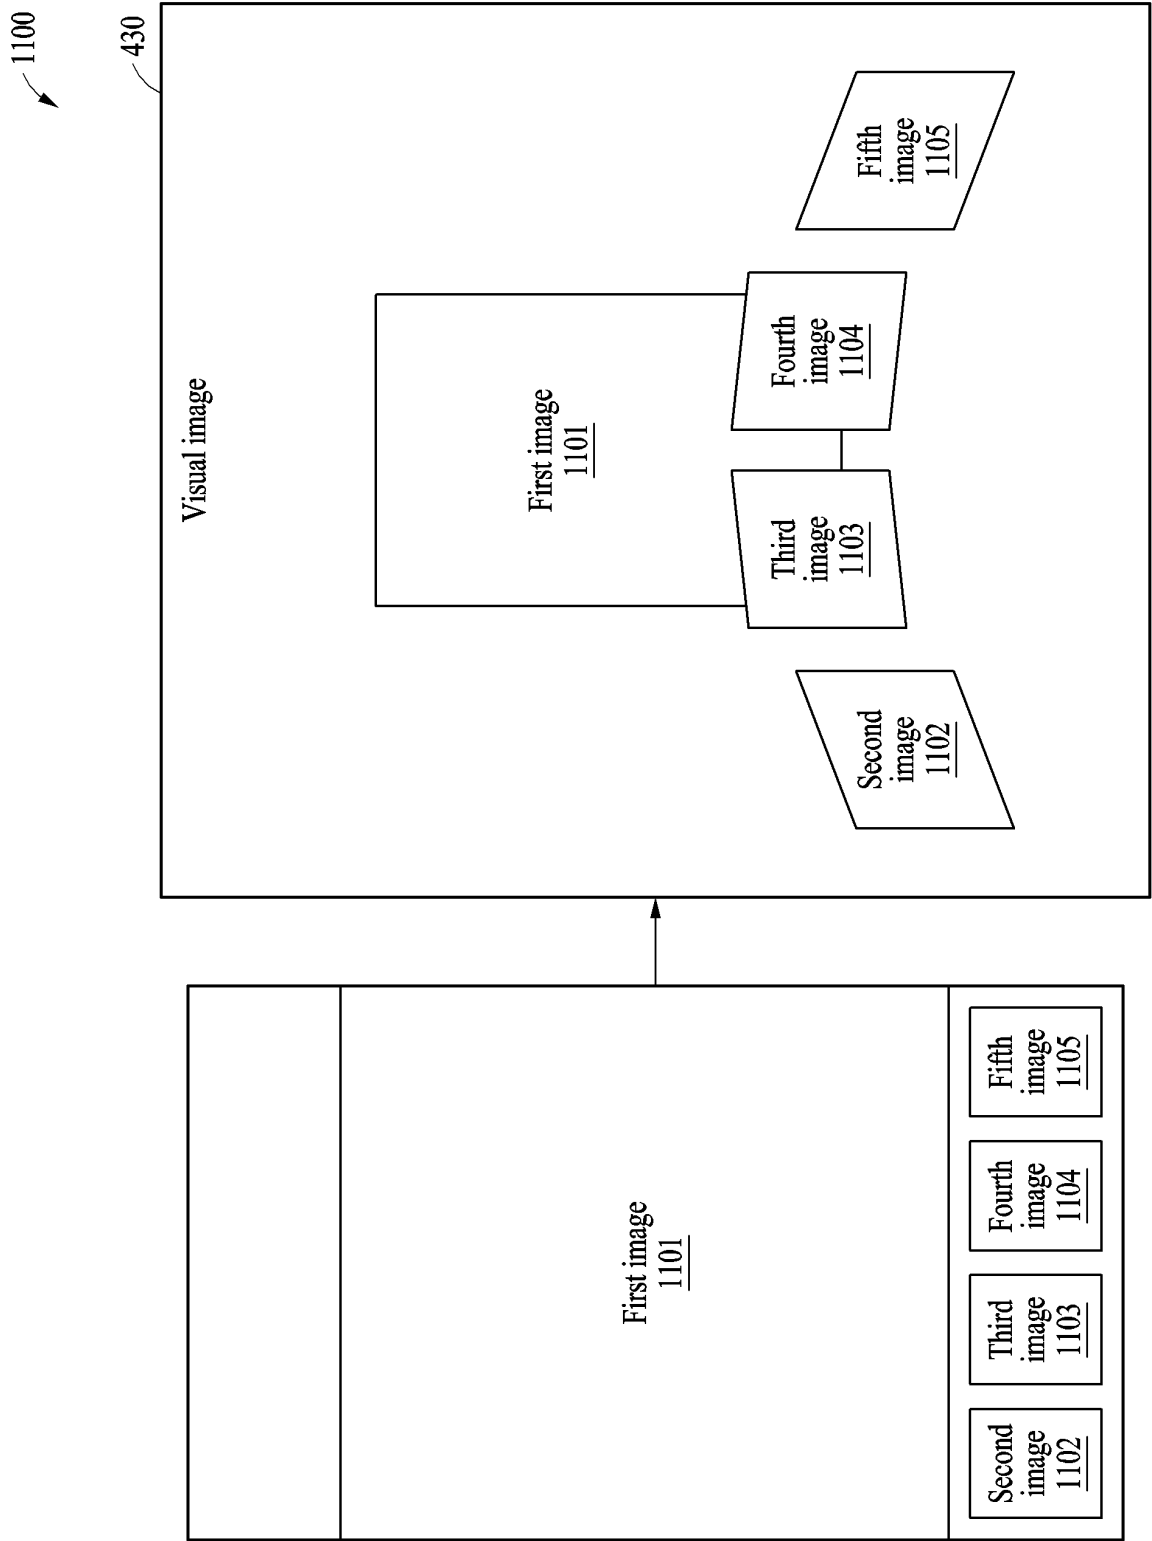 1100
430
Visual image
First image
1101
Second
image
1102
Third
image
1103
Fourth
image
1104
Fifth
image
1105
First image
1101
Second
image
1102
Third
image
1103
Fourth
image
1104
Fifth
image
1105